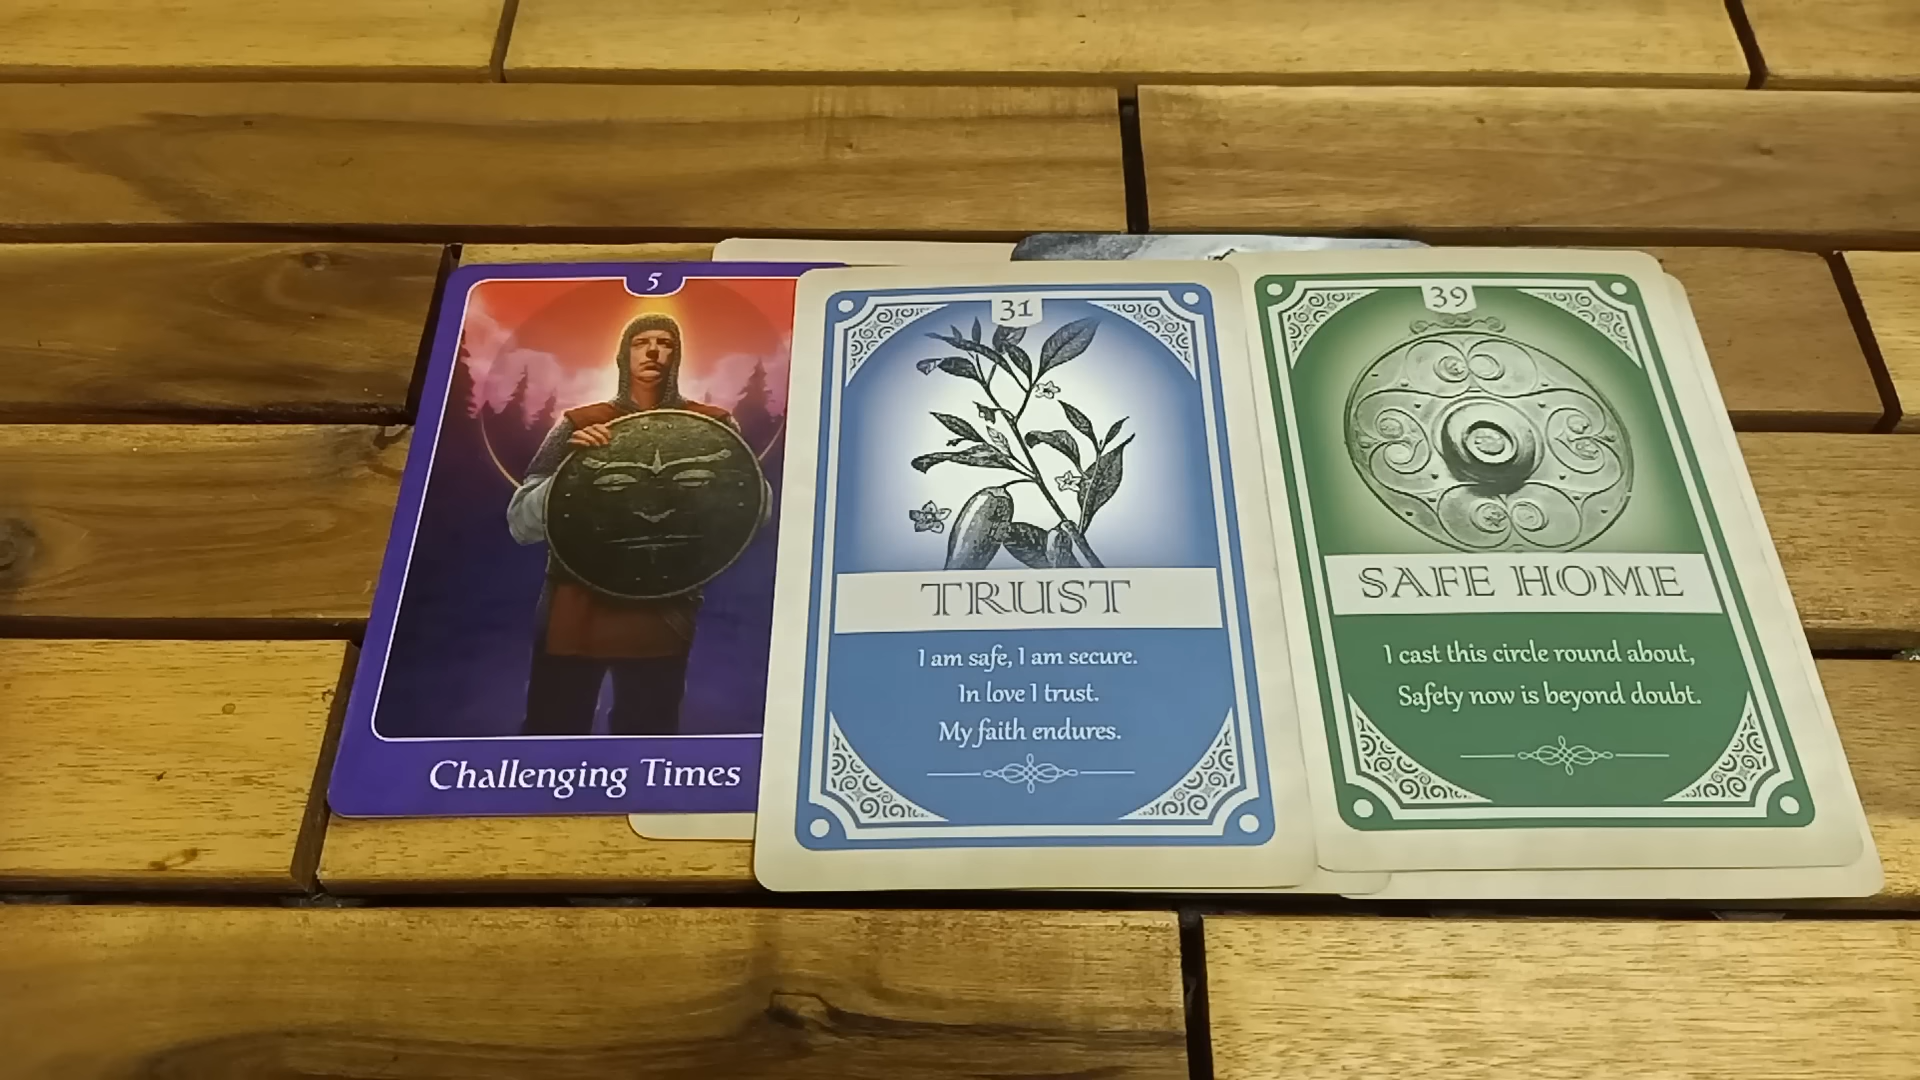 5
Challenging Times
31
TRUST
I am safe, I am secure.
In love I trust.
My faith endures.
39
SAFE HOME
I cast this circle round about,
Safety now is beyond doubt.